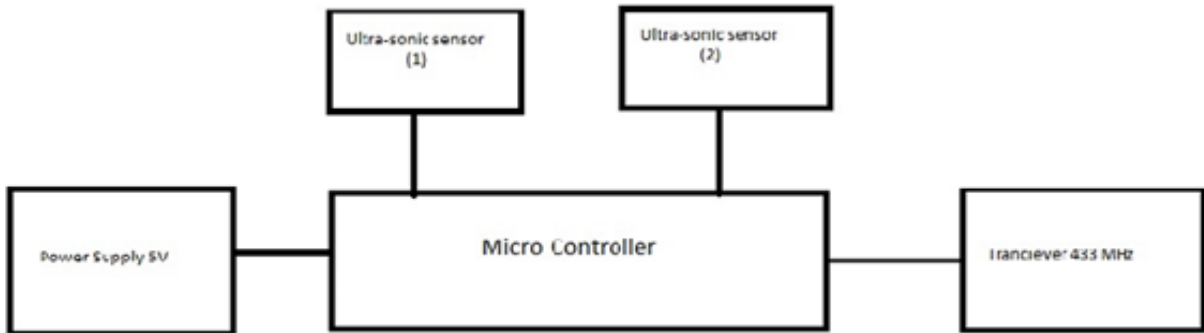 Ultra-sonic sensor
(1)
Ultra-sonic sensor
(2)
Power Supply 5V
Micro Controller
Tranciever 433 MHz